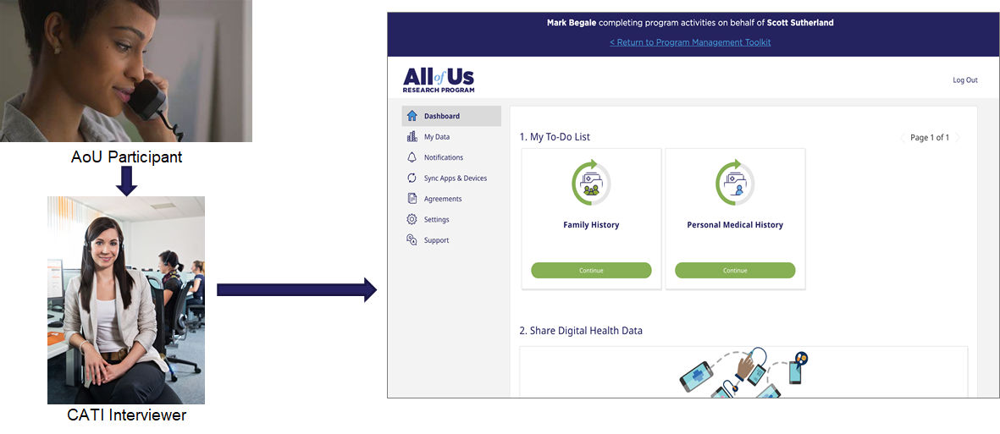 AoU Participant
CATI Interviewer
Mark Begale completing program activities on behalf of Scott Sutherland
< Return to Program Management Toolkit
All of Us
RESEARCH PROGRAM
Log Out
Dashboard
My Data
Notifications
Sync Apps & Devices
Agreements
Settings
Support
1. My To-Do List
Page 1 of 1
Family History
Personal Medical History
Continue
Continue
2. Share Digital Health Data